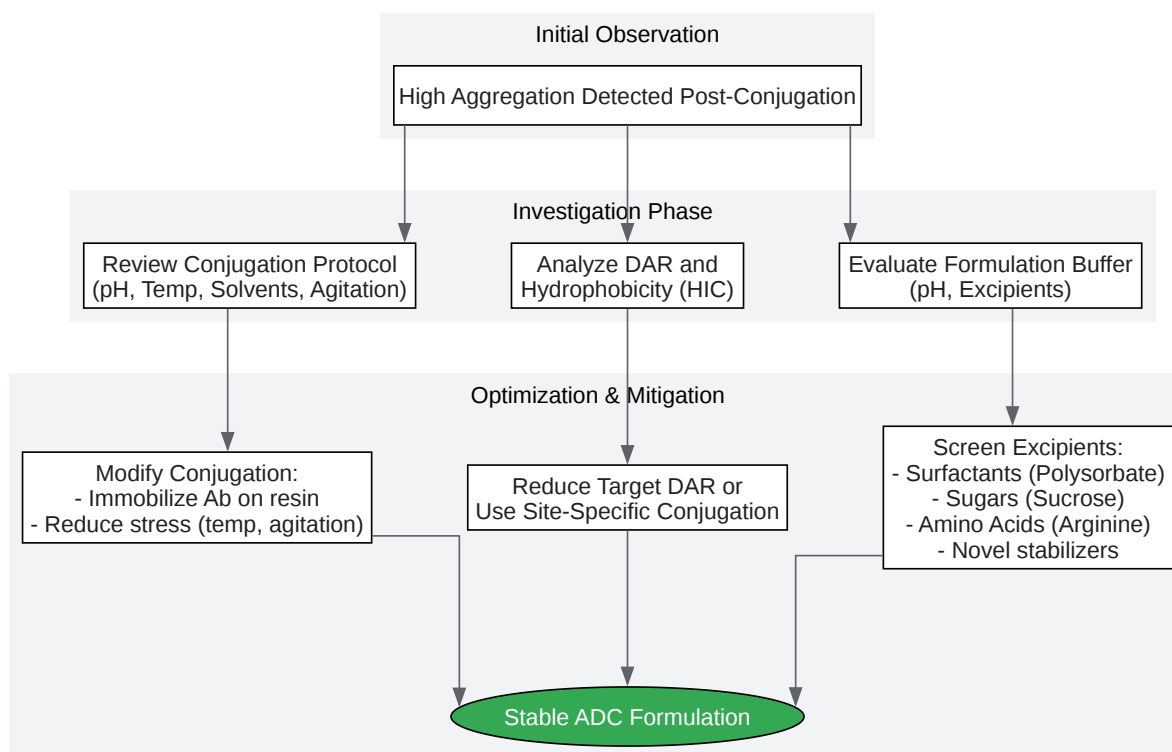 Initial Observation
High Aggregation Detected Post-Conjugation
Investigation Phase
Review Conjugation Protocol
(pH, Temp, Solvents, Agitation)
Analyze DAR and
Hydrophobicity (HIC)
Evaluate Formulation Buffer
(pH, Excipients)
Optimization & Mitigation
Modify Conjugation:
- Immobilize Ab on resin
- Reduce stress (temp, agitation)
Reduce Target DAR or
Use Site-Specific Conjugation
Screen Excipients:
- Surfactants (Polysorbate)
- Sugars (Sucrose)
- Amino Acids (Arginine)
- Novel stabilizers
Stable ADC Formulation